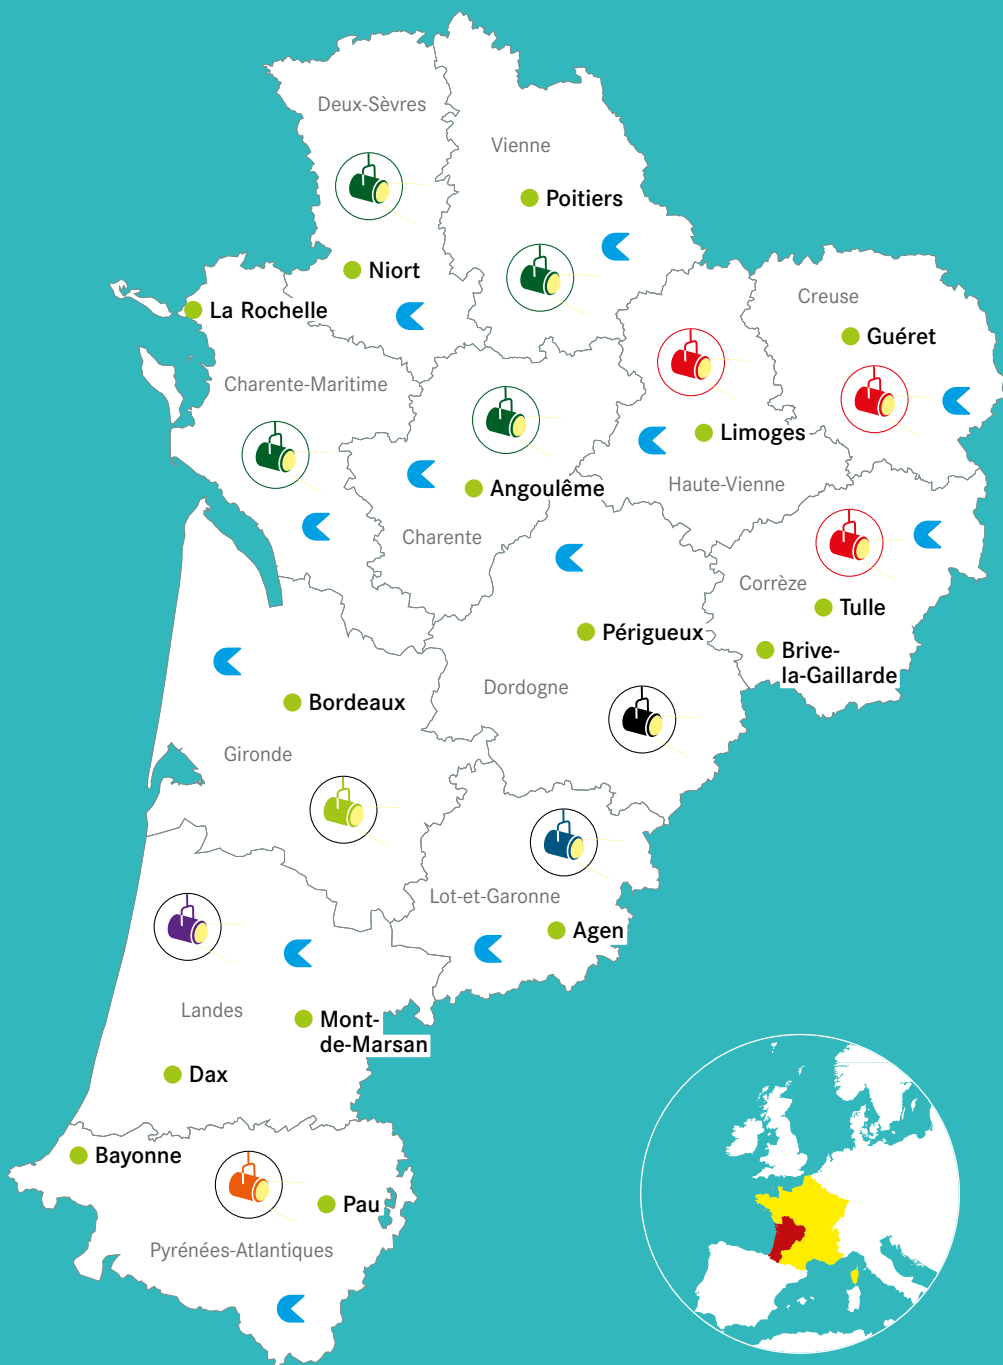 Deux-Sèvres
Vienne
Poitiers
Niort
La Rochelle
Creuse
Guéret
Charente-Maritime
Limoges
Haute-Vienne
Angoulême
Charente
Corrèze
Tulle
Périgueux
Brive-
la-Gaillarde
Dordogne
Bordeaux
Gironde
Lot-et-Garonne
Agen
Landes
Mont-
de-Marsan
Dax
Bayonne
Pau
Pyrénées-Atlantiques